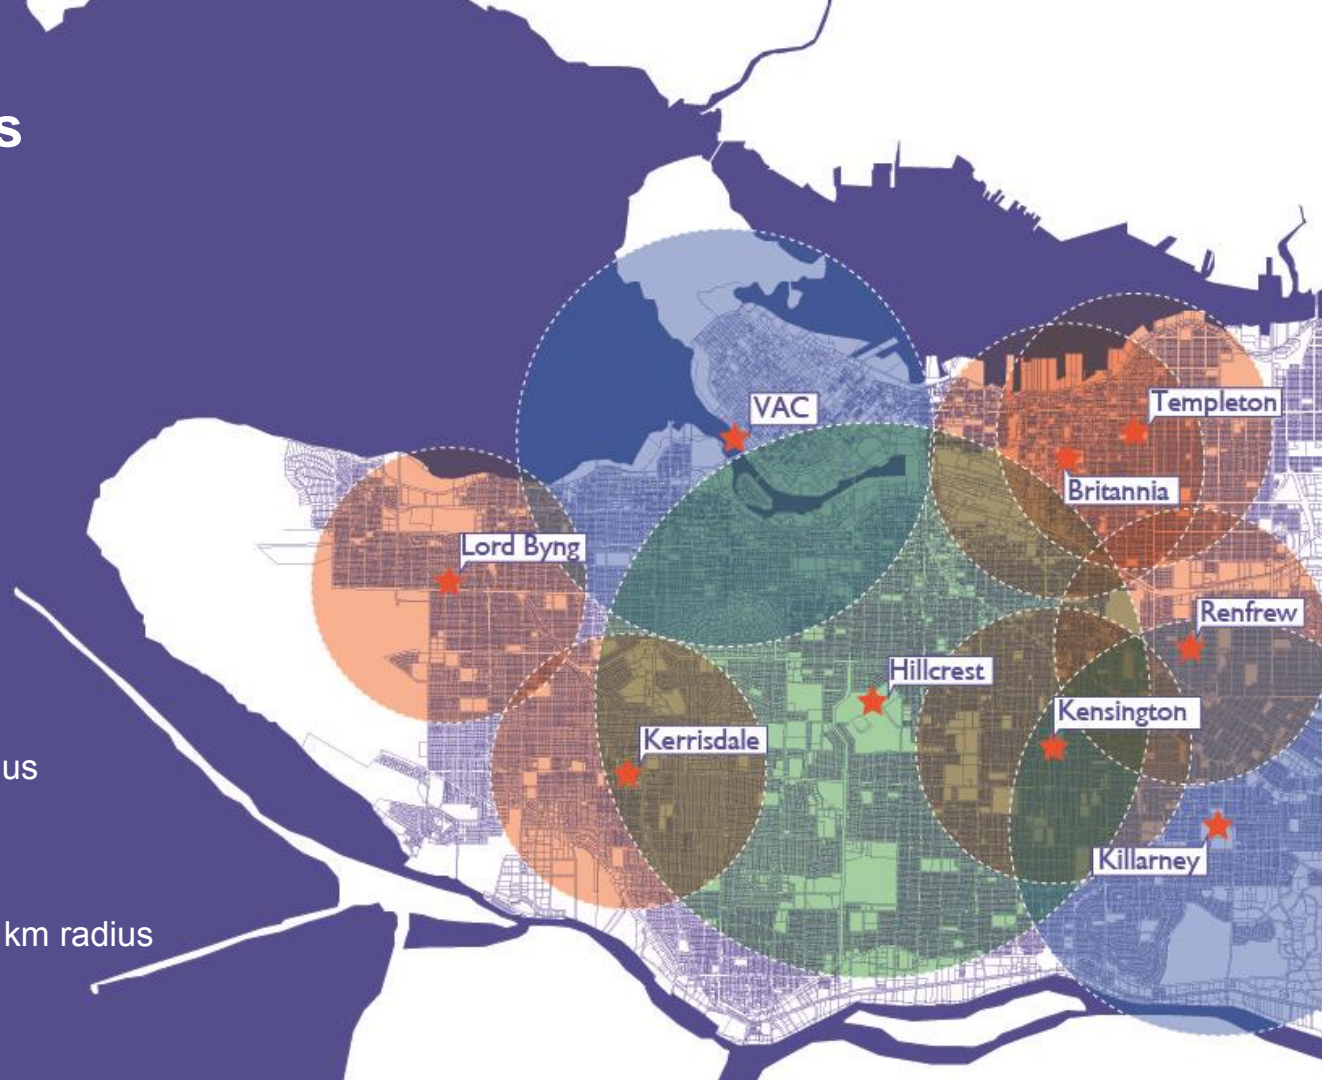 s
VAC
Templeton
Britannia
Lord Byng
Renfrew
Hillcrest
Kensington
Kerrisdale
us
Killarney
km radius